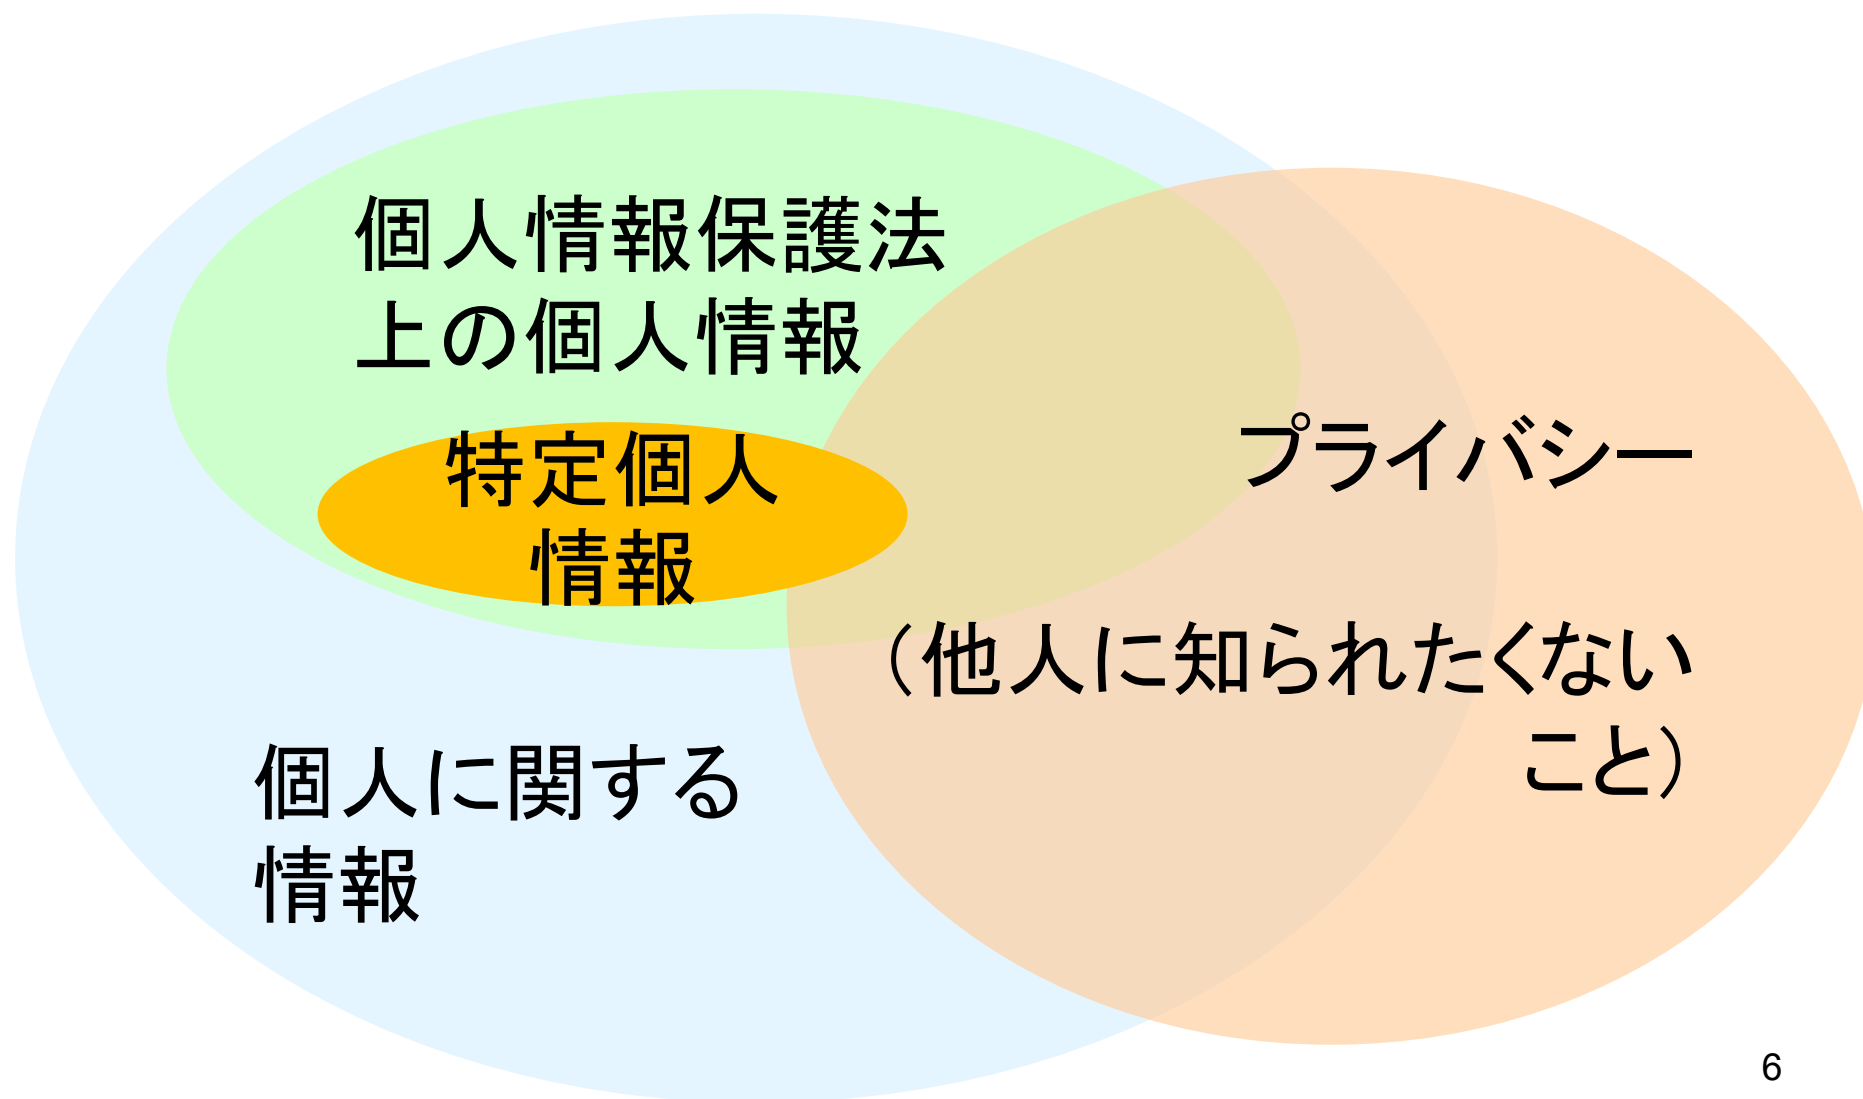 個人情報保護法
上の個人情報
特定個人
情報
プライバシー
（他人に知られたくない
こと）
個人に関する
情報
6